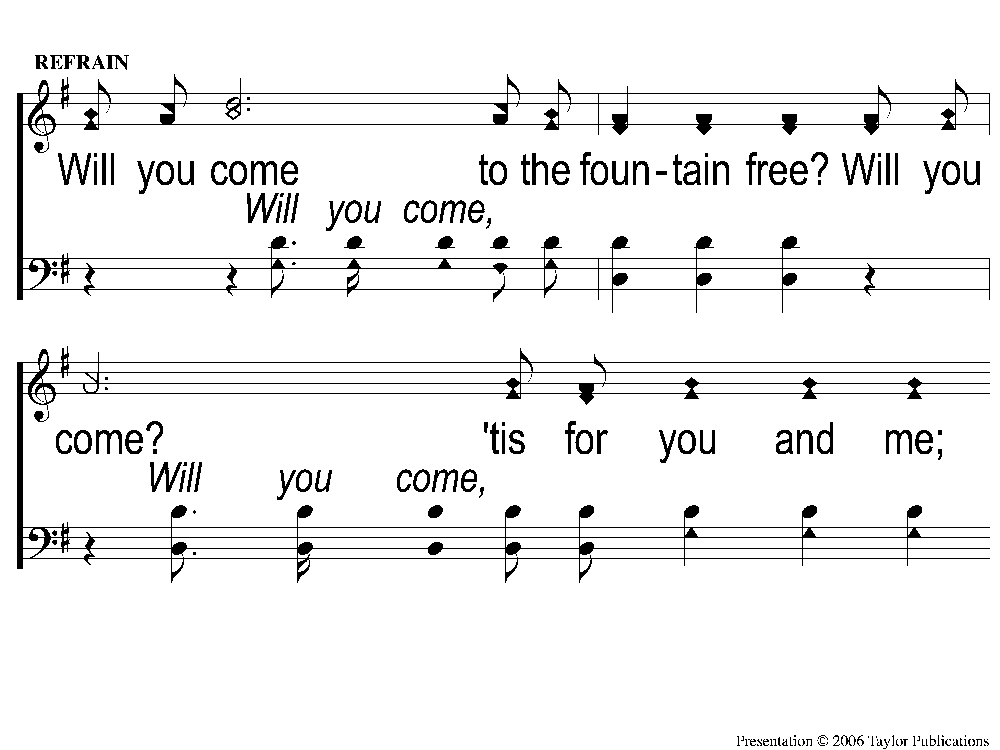 REFRAIN
Will you come to the foun-tain free? Will you
Will you come,
come? 'tis for you and me;
Will you come,
Presentation © 2006 Taylor Publications